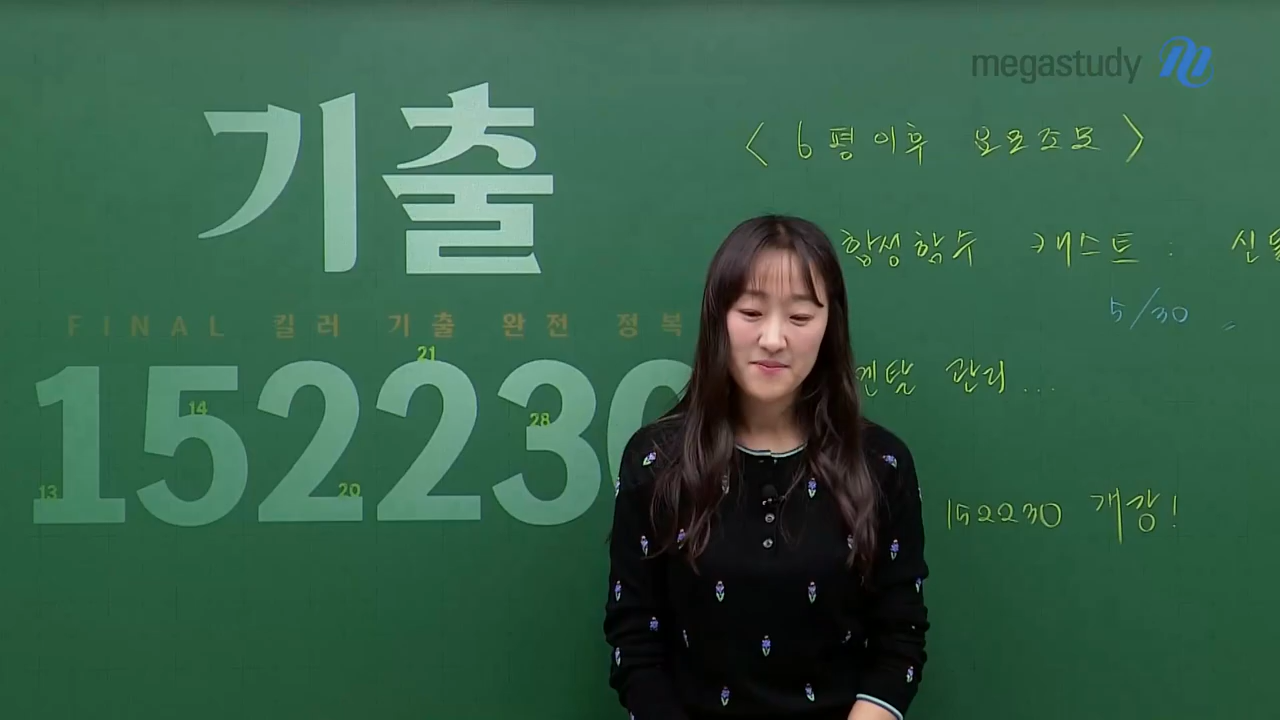 megastudy
기출
FINAL 킬러 기출 완전 정복
152230
13
14
20
21
28
〈 6평 이후 요모조모 〉
합성함수 캐스트 :
5/30
멘탈 관리...
152230 개강!